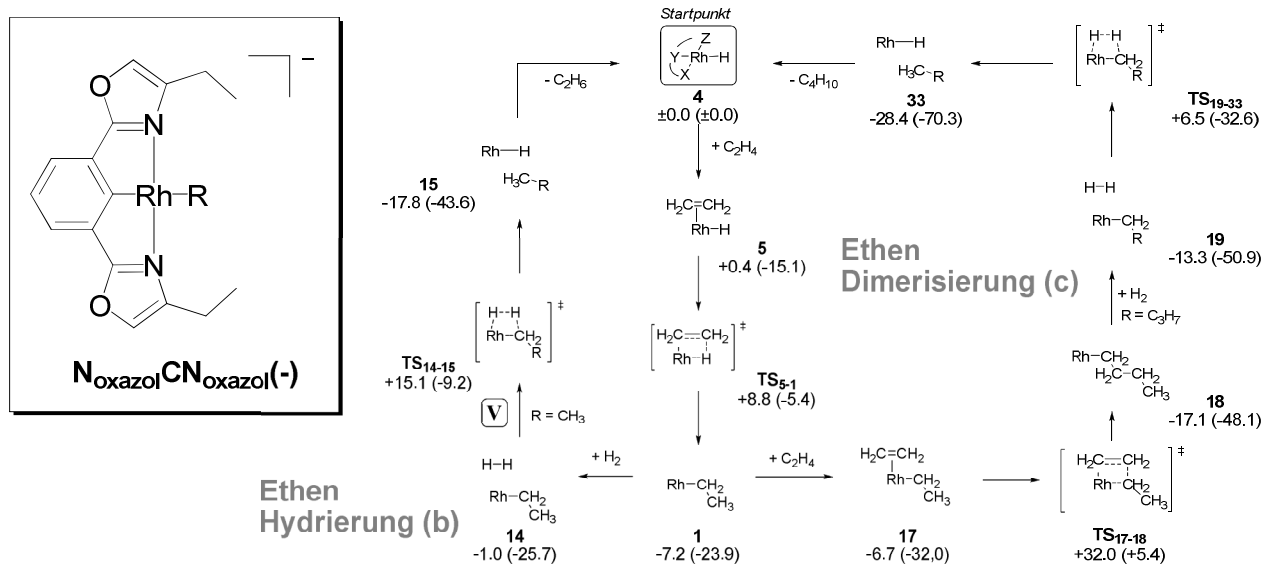 O
N
Rh
R
N
O
−
NoxazolCNoxazol(-)
Startpunkt
Z
Y
Rh
H
X
4
±0.0 (±0.0)
+ C2H4
H2C
CH2
Rh
H
5
+0.4 (-15.1)
H2C
CH2
Rh
H
‡
TS5-1
+8.8 (-5.4)
Rh
CH2
CH3
1
-7.2 (-23.9)
+ H2
H-H
Rh
CH2
CH3
14
-1.0 (-25.7)
Ethen
Hydrierung (b)
V
R = CH3
H
H
Rh
CH2
R
‡
TS14-15
+15.1 (-9.2)
Rh
H
H3C
R
15
-17.8 (-43.6)
- C2H6
+ C2H4
H2C
CH2
Rh
CH2
CH3
17
-6.7 (-32,0)
H2C
CH2
Rh
CH2
CH3
‡
TS17-18
+32.0 (+5.4)
Rh
CH2
H2C
CH2
CH3
18
-17.1 (-48.1)
+ H2
R = C3H7
H-H
Rh
CH2
R
19
-13.3 (-50.9)
Ethen
Dimerisierung (c)
H
H
Rh
CH2
R
‡
TS19-33
+6.5 (-32.6)
Rh
H
H3C
R
33
-28.4 (-70.3)
- C4H10